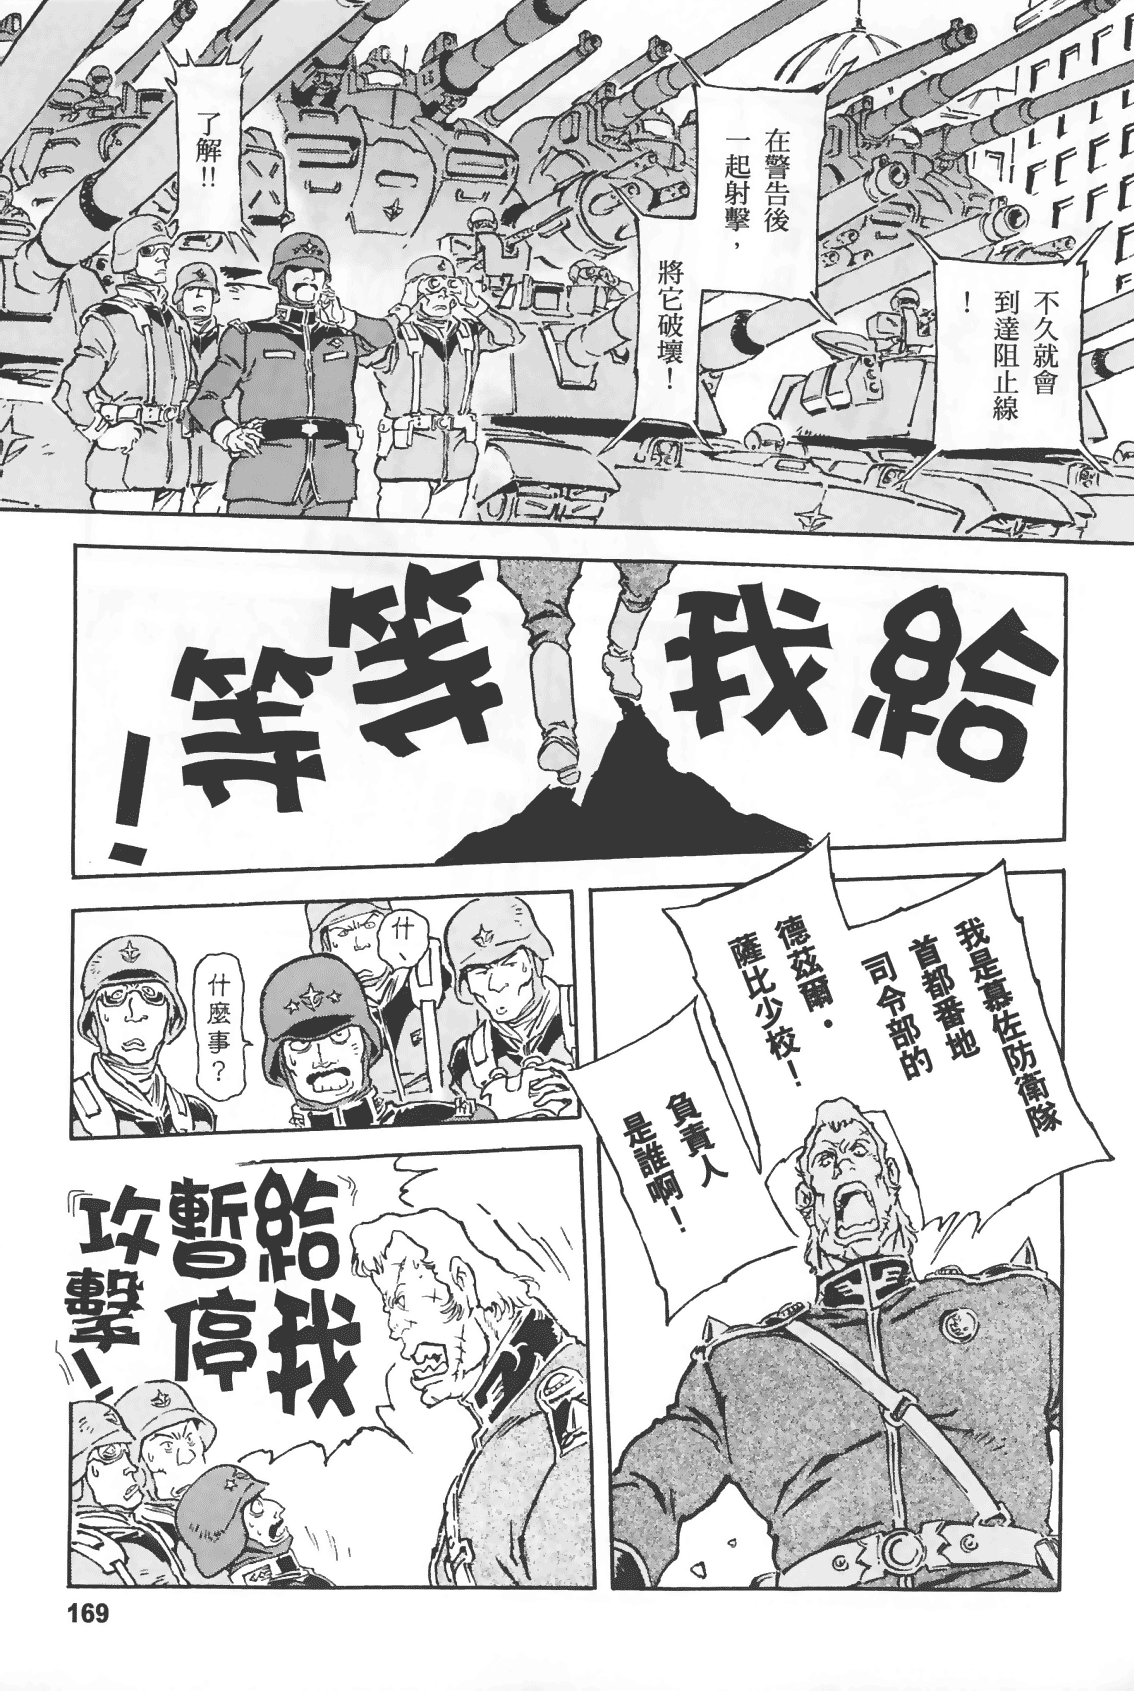 不久就會
到達阻止線
！
在警告後
一起射擊，
將它破壞！
了解!!
給我等等！
我是慕佐防衛隊
首都番地
司令部的
德茲爾・
薩比少校！
負責人
是誰啊！
什、
什麼事？
給我
暫停
攻擊！
169